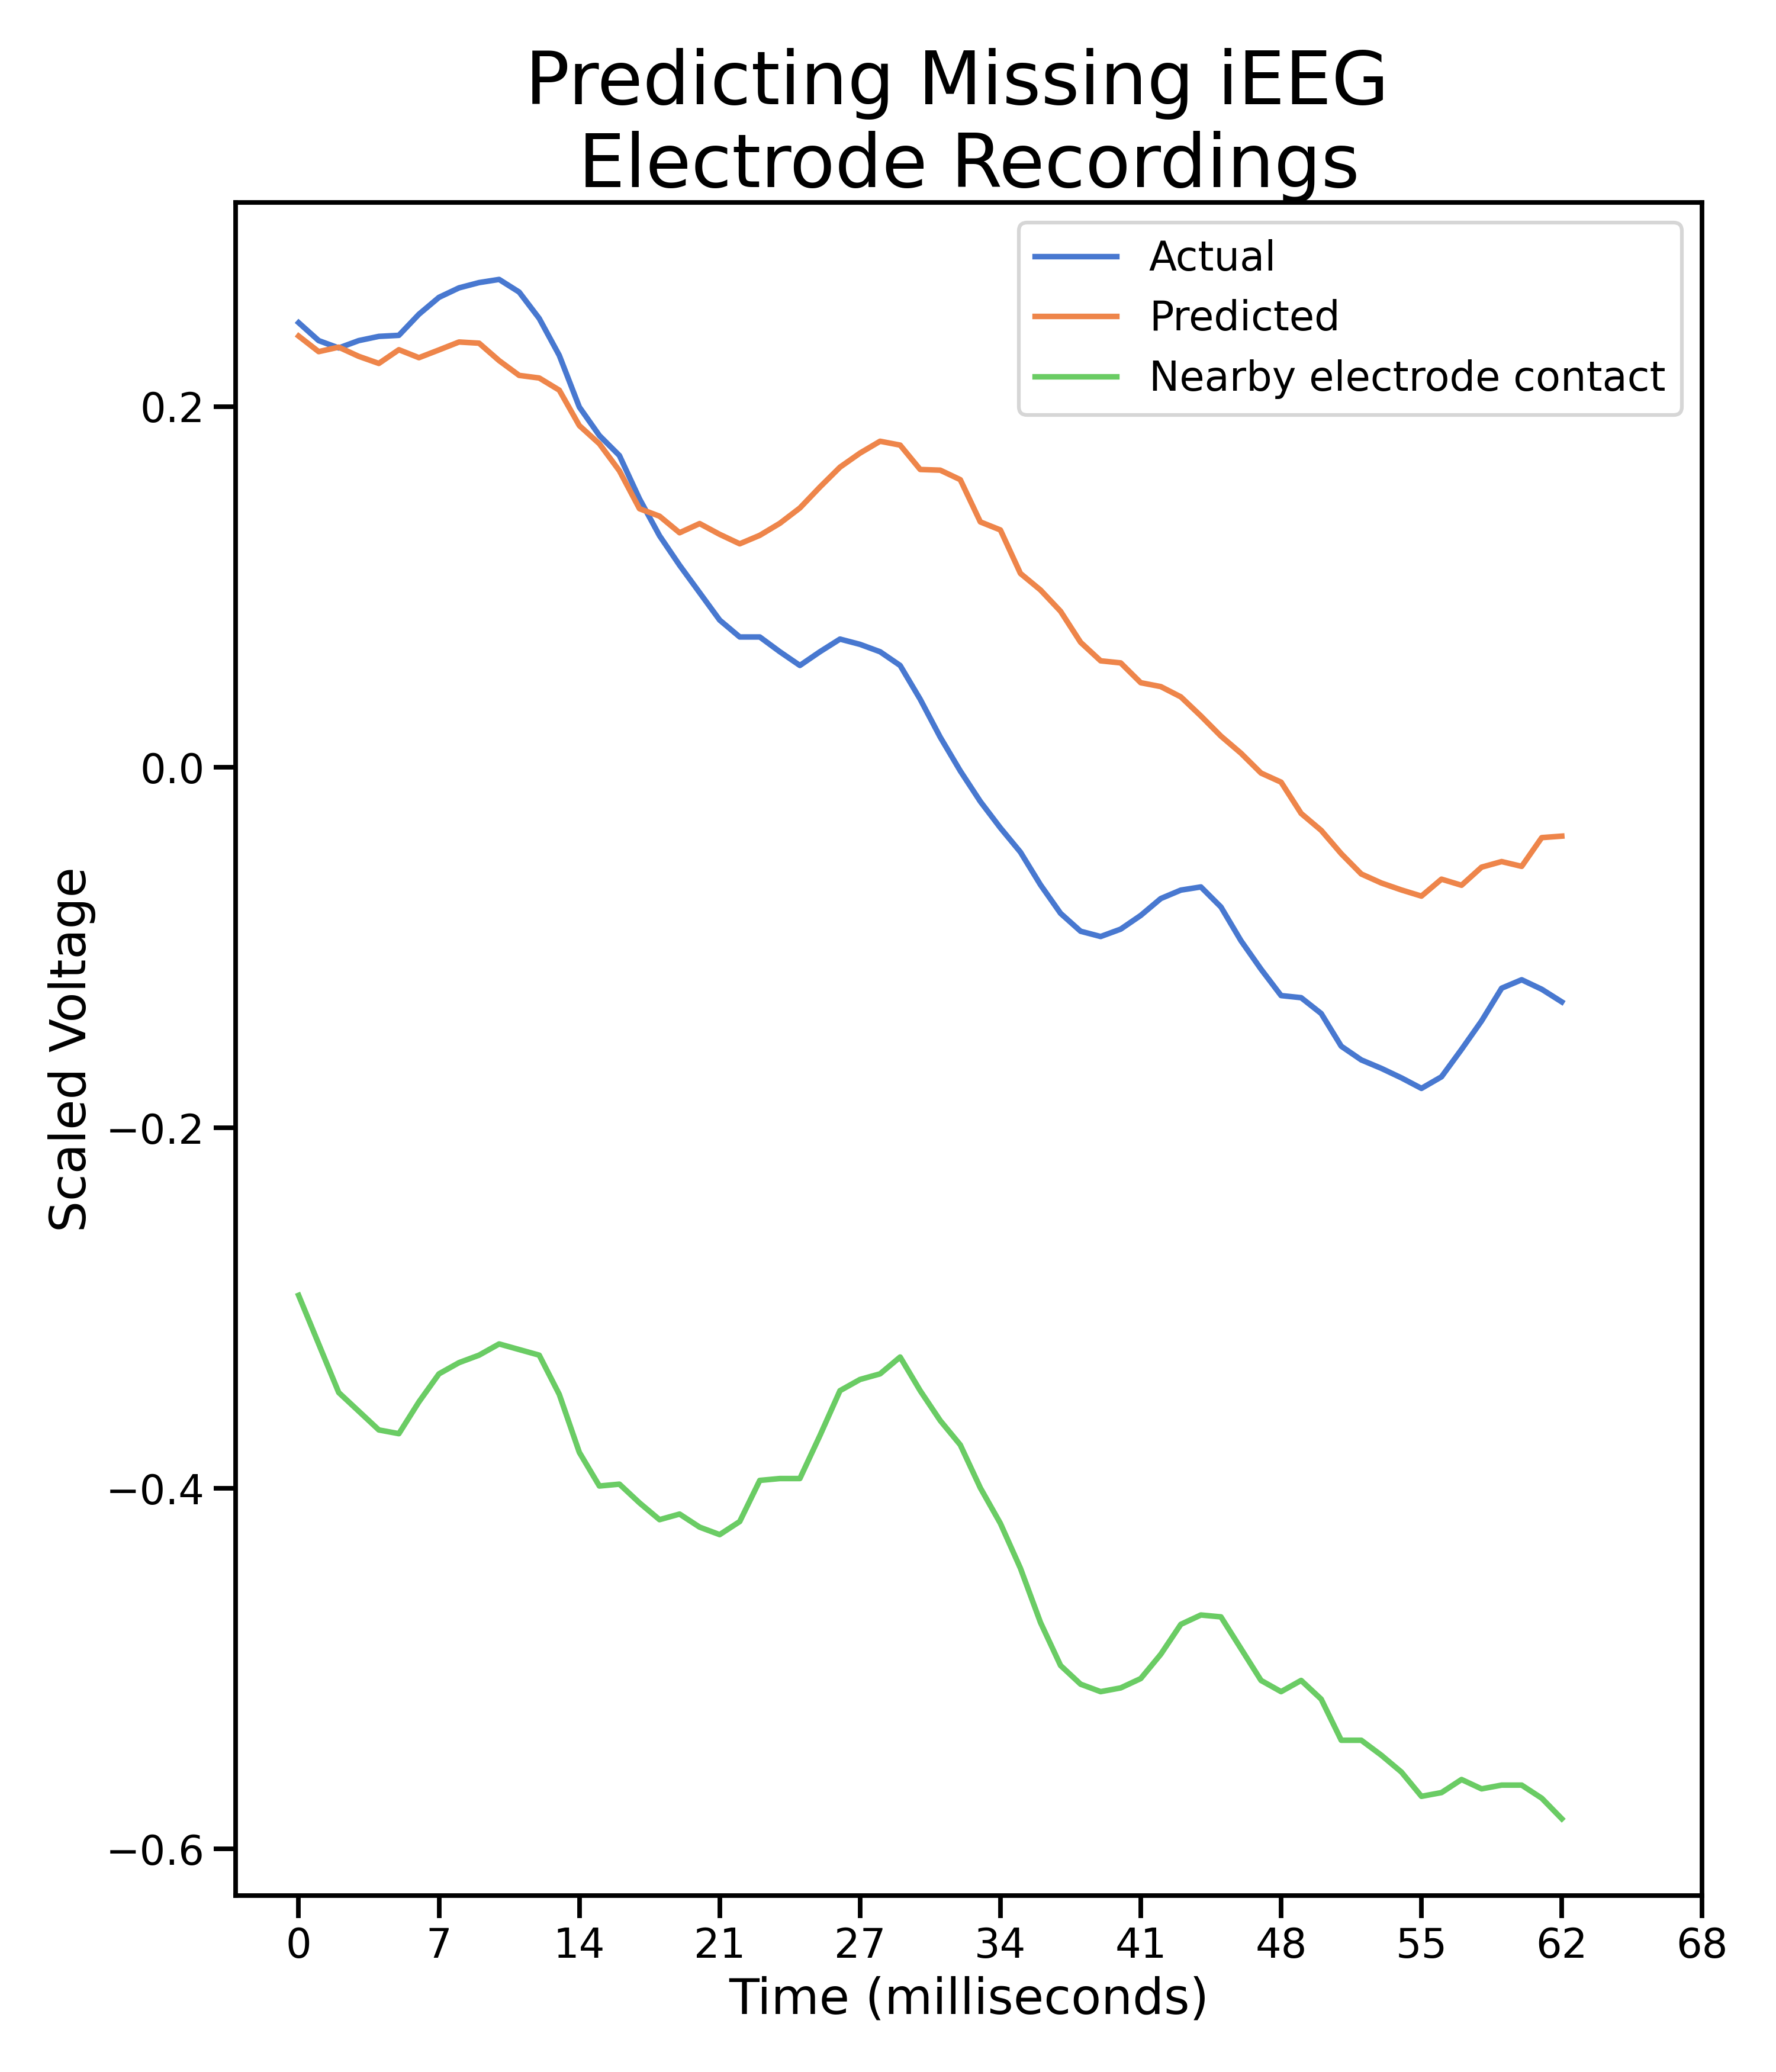 Predicting Missing iEEG
Electrode Recordings
Actual
Predicted
Nearby electrode contact
Scaled Voltage
0.2
0.0
−0.2
−0.4
−0.6
0 7 14 21 27 34 41 48 55 62 68
Time (milliseconds)